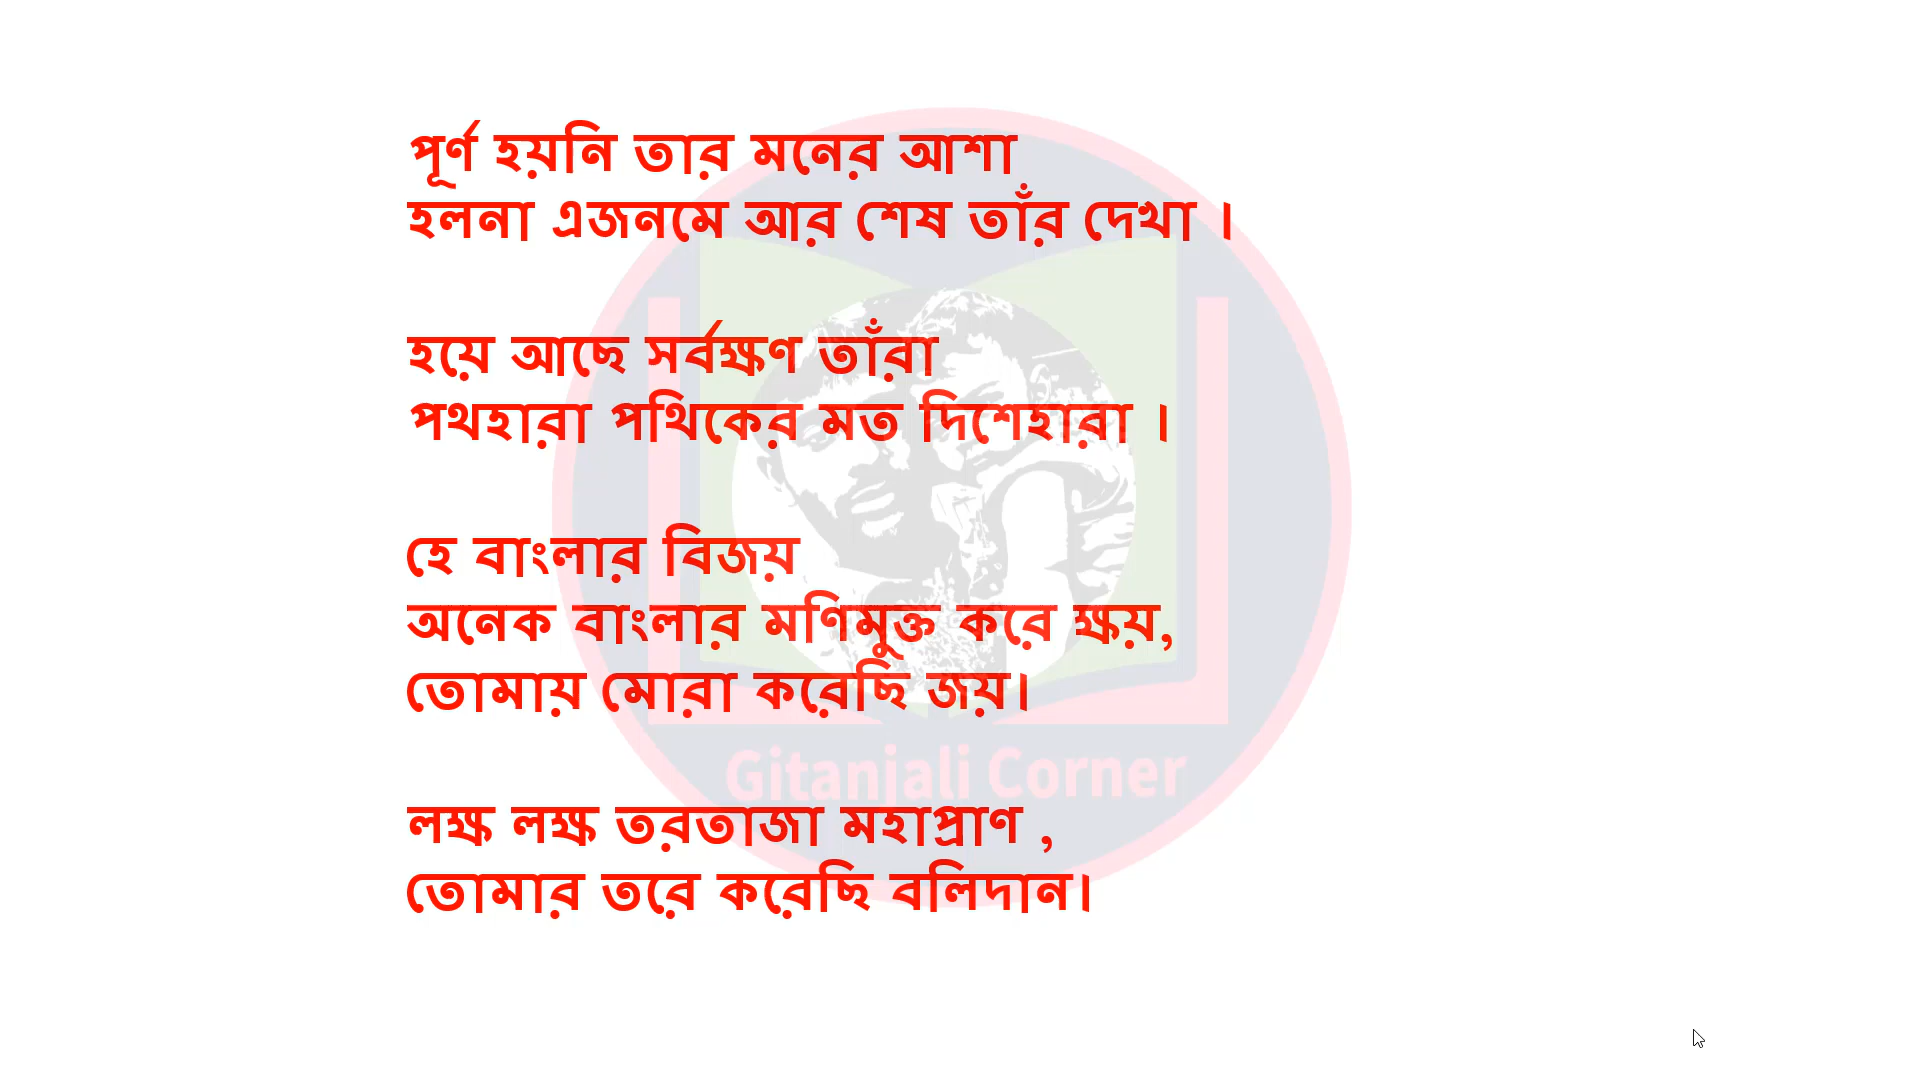 পূর্ণ হয়নি তার মনের আশা
হলনা এজনমে আর শেষ তাঁর দেখা ।
হয়ে আছে সর্বক্ষণ তাঁরা
পথহারা পথিকের মত দিশেহারা ।
হে বাংলার বিজয়
অনেক বাংলার মণিমুক্ত করে ক্ষয়,
তোমায় মোরা করেছি জয়।
Gitanjali Corner
লক্ষ লক্ষ তরতাজা মহাপ্রাণ ,
তোমার তরে করেছি বলিদান।